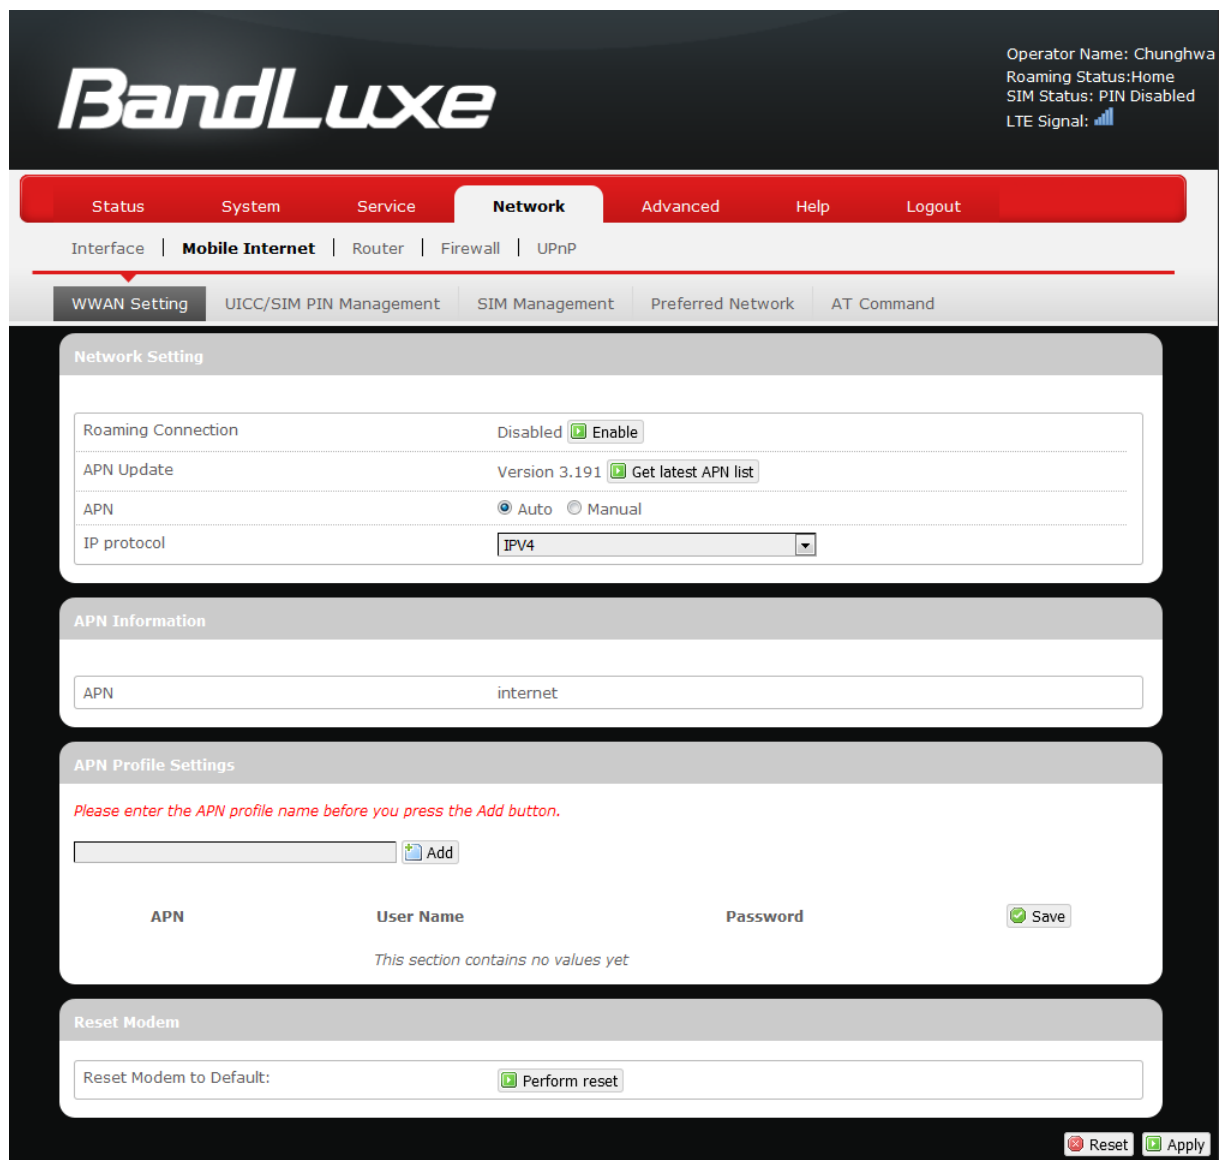 BandLuxe
Operator Name: Chunghwa
Roaming Status:Home
SIM Status: PIN Disabled
LTE Signal:
Status System Service Network Advanced Help Logout
Interface Mobile Internet Router Firewall UPnP
WWAN Setting UICC/SIM PIN Management SIM Management Preferred Network AT Command
Network Setting
Roaming Connection Disabled Enable
APN Update Version 3.191 Get latest APN list
APN Auto Manual
IP protocol IPV4
APN Information
APN internet
APN Profile Settings
Please enter the APN profile name before you press the Add button.
Add
APN User Name Password Save
This section contains no values yet
Reset Modem
Reset Modem to Default: Perform reset
Reset Apply